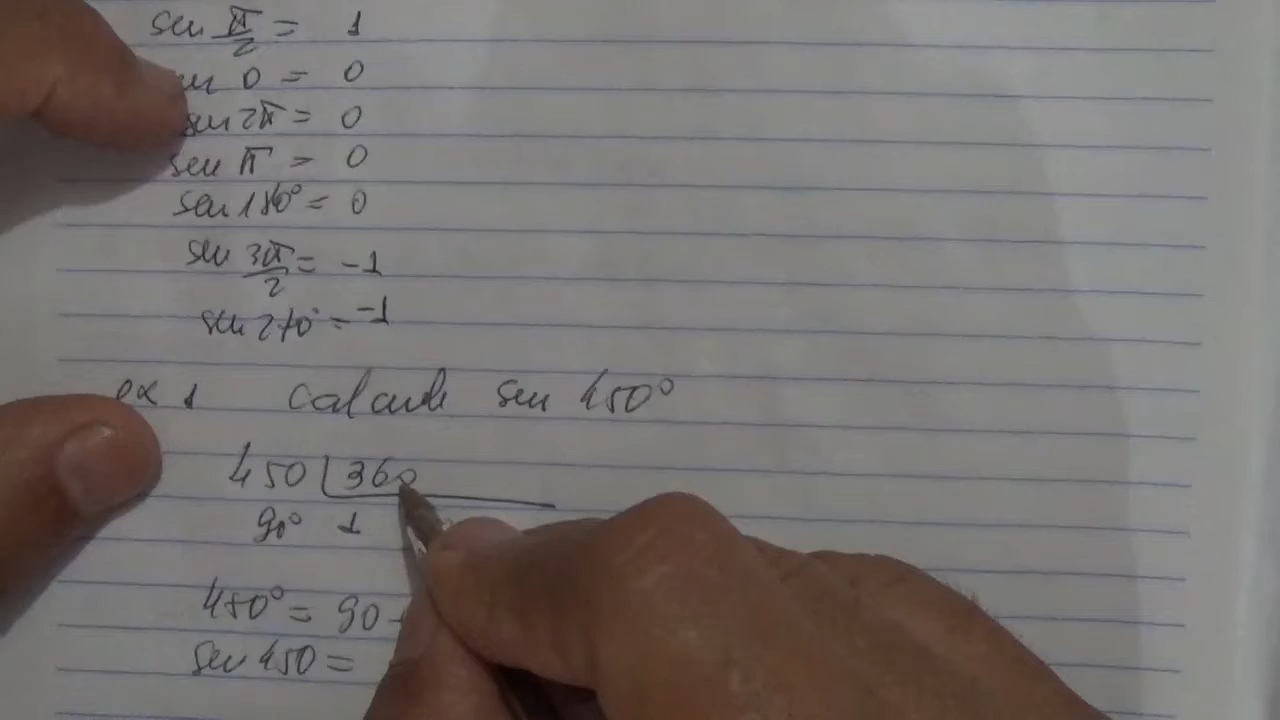 sen π/2 = 1
sen 0 = 0
sen 2π = 0
sen π = 0
sen 180° = 0
sen 3π/2 = -1
sen 270° = -1
ex 1 calcule sen 450°
450 | 360
90° 1
450° = 90 +
sen 450 =